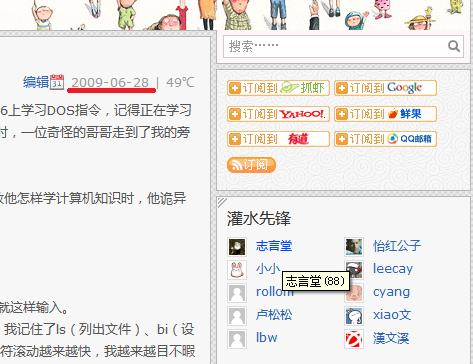 搜索……
编辑 31 2009-06-28 | 49℃
6上学习DOS指令，记得正在学习
时，一位奇怪的哥哥走到了我的旁
他怎样学计算机知识时，他诡异
就这样输入。
我记住了ls（列出文件）、bi（设
符滚动越来越快，我越来越目不暇
订阅到 抓虾
订阅到 Google
订阅到 YAHOO!
订阅到 鲜果
订阅到 有道
订阅到 QQ邮箱
订阅
灌水先锋
志言堂
怡红公子
小小
leecay
志言堂 (88)
cyang
卢松松
xiao文
lbw
漢文溪